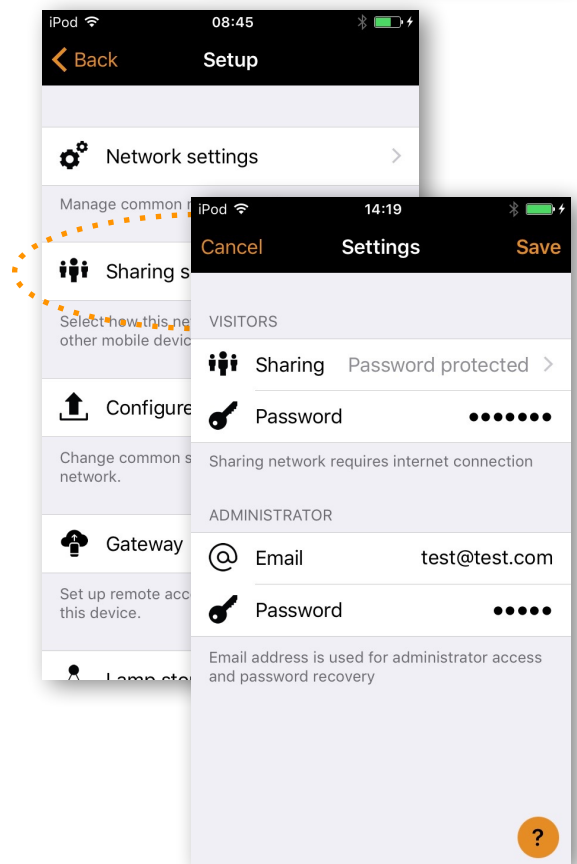 iPod 08:45
Back Setup
Network settings
Manage common
Sharing s
Select how this ne
other mobile devic
Configure
Change common s
network.
Gateway
Set up remote acc
this device.
Lamp sto
iPod 14:19
Cancel Settings Save
VISITORS
Sharing Password protected
Password •••••••
Sharing network requires internet connection
ADMINISTRATOR
@ Email test@test.com
Password •••••
Email address is used for administrator access
and password recovery
?